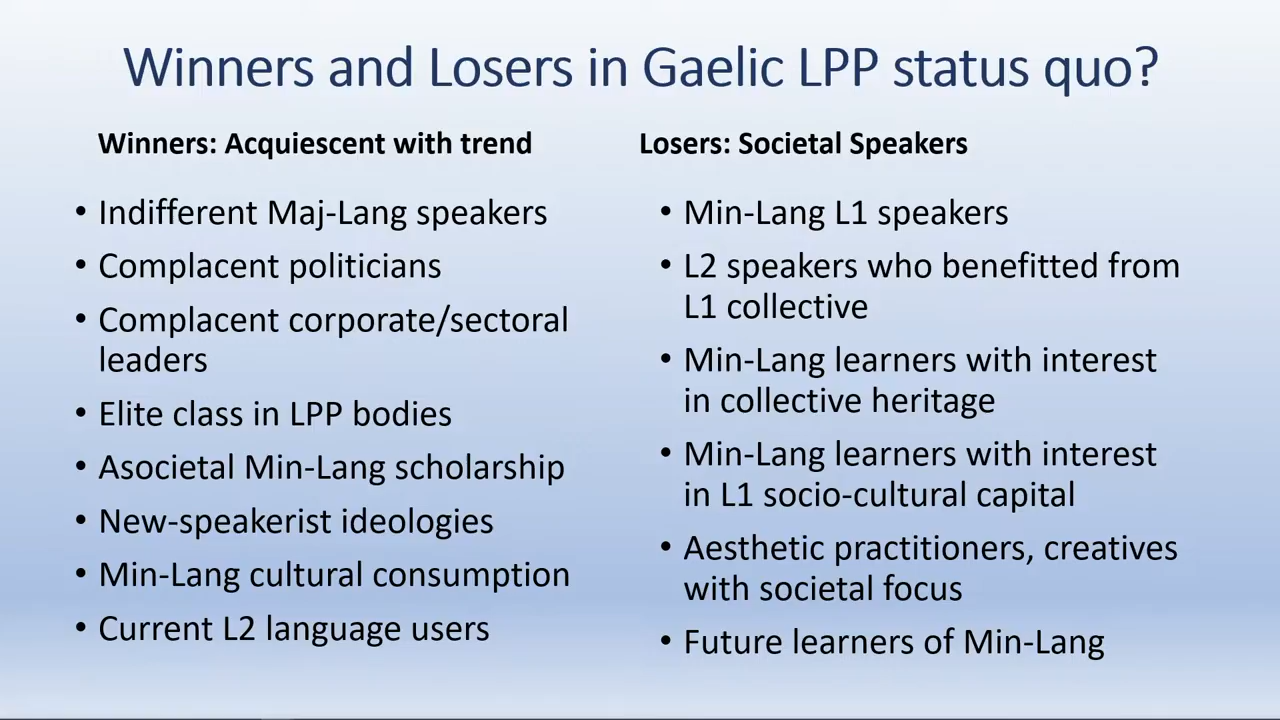 Winners and Losers in Gaelic LPP status quo?
Winners: Acquiescent with trend
• Indifferent Maj-Lang speakers
• Complacent politicians
• Complacent corporate/sectoral
leaders
• Elite class in LPP bodies
• Asocietal Min-Lang scholarship
• New-speakerist ideologies
• Min-Lang cultural consumption
• Current L2 language users
Losers: Societal Speakers
• Min-Lang L1 speakers
• L2 speakers who benefitted from
L1 collective
• Min-Lang learners with interest
in collective heritage
• Min-Lang learners with interest
in L1 socio-cultural capital
• Aesthetic practitioners, creatives
with societal focus
• Future learners of Min-Lang